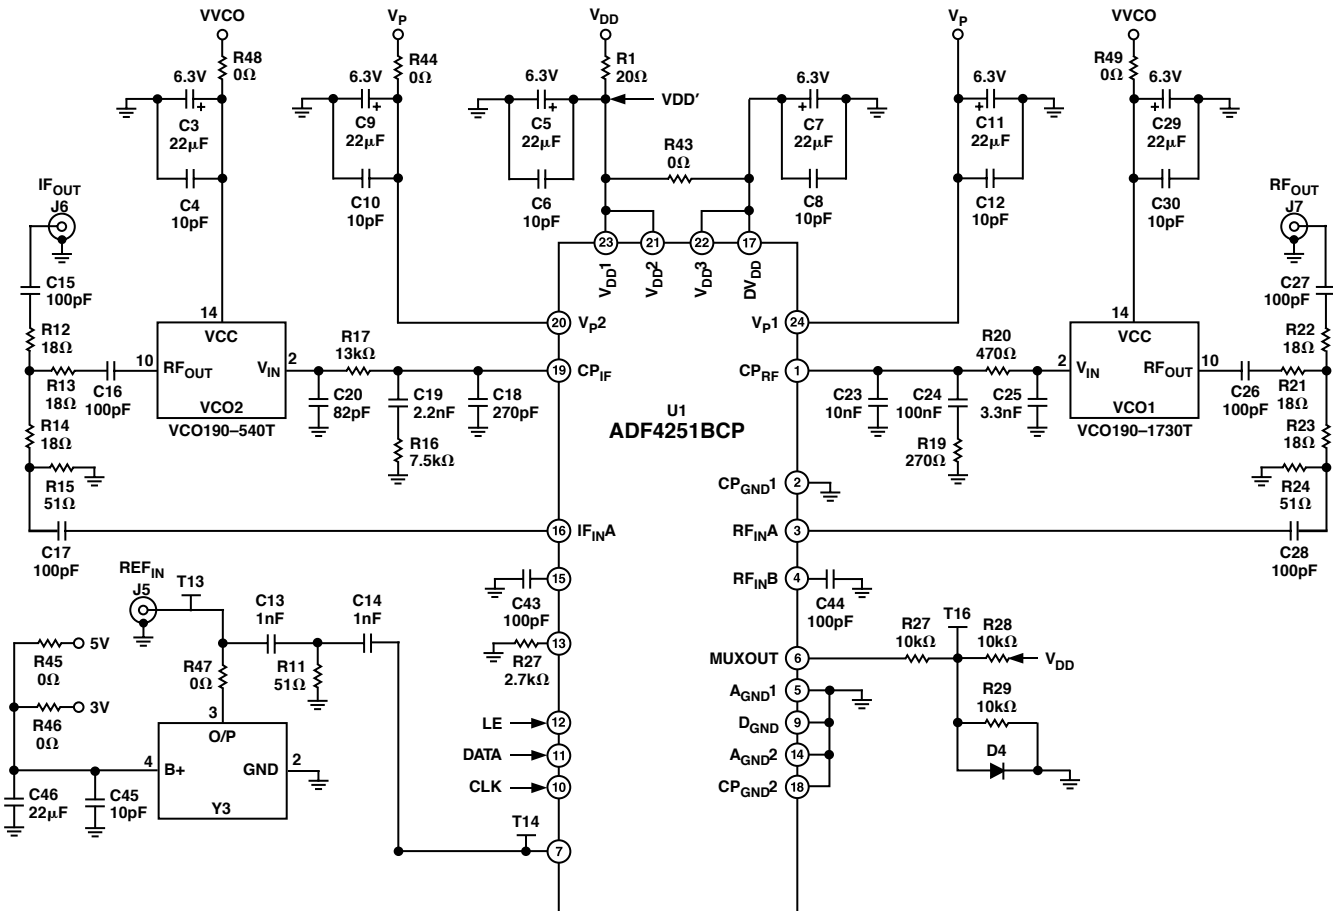 VVCO
R48
0Ω
6.3V
+
C3
22µF
C4
10pF
VP
R44
0Ω
6.3V
+
C9
22µF
C10
10pF
VDD
R1
20Ω
VDD'
6.3V
+
C5
22µF
C6
10pF
R43
0Ω
6.3V
+
C7
22µF
C8
10pF
VP
6.3V
+
C11
22µF
C12
10pF
VVCO
R49
0Ω
6.3V
+
C29
22µF
C30
10pF
IFOUT
J6
C15
100pF
R12
18Ω
R13
18Ω
C16
100pF
R14
18Ω
R15
51Ω
C17
100pF
14
VCC
10
RFOUT
VIN
2
VCO2
VCO190–540T
R17
13kΩ
C20
82pF
C19
2.2nF
C18
270pF
R16
7.5kΩ
23
21
22
17
VDD1
VDD2
VDD3
DVDD
20
VP2
19
CPIF
16
IFINA
15
C43
100pF
13
R27
2.7kΩ
LE
12
DATA
11
CLK
10
T14
7
U1
ADF4251BCP
VP1
24
CPRF
1
CPGND1
2
RFINA
3
RFINB
4
C44
100pF
MUXOUT
6
AGND1
5
DGND
9
AGND2
14
CPGND2
18
C23
10nF
C24
100nF
R20
470Ω
C25
3.3nF
R19
270Ω
14
VCC
2
VIN
RFOUT
10
VCO1
VCO190–1730T
RFOUT
J7
C27
100pF
R22
18Ω
C26
100pF
R21
18Ω
R23
18Ω
R24
51Ω
C28
100pF
R27
10kΩ
T16
R28
10kΩ
VDD
R29
10kΩ
D4
REFIN
J5
T13
C13
1nF
C14
1nF
R47
0Ω
R11
51Ω
R45
0Ω
5V
R46
0Ω
3V
3
O/P
4
B+
GND
2
Y3
C46
22µF
C45
10pF